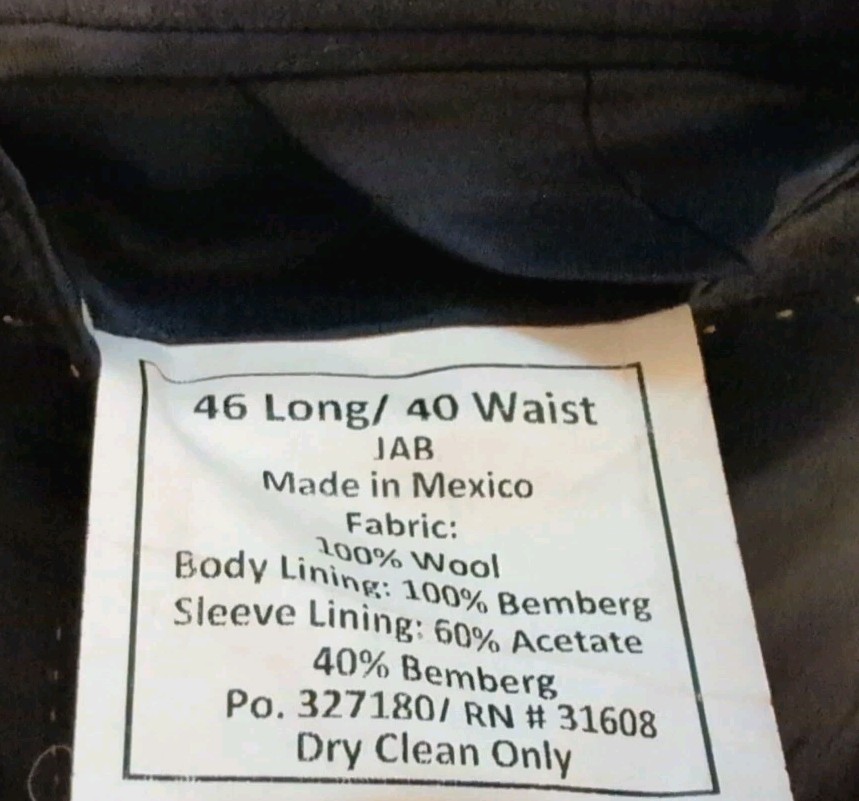 46 Long/ 40 Waist
JAB
Made in Mexico
Fabric:
100% Wool
Body Lining: 100% Bemberg
Sleeve Lining: 60% Acetate
40% Bemberg
Po. 327180/ RN # 31608
Dry Clean Only